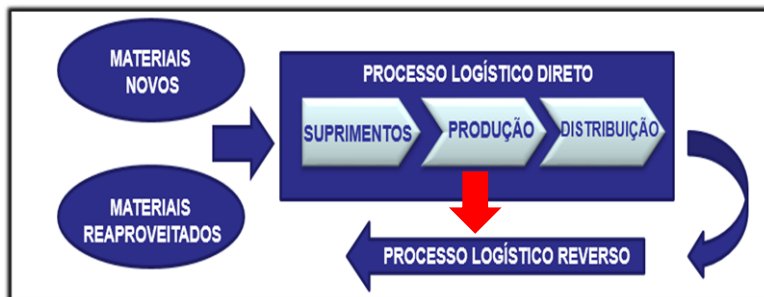 MATERIAIS
NOVOS
PROCESSO LOGÍSTICO DIRETO
SUPRIMENTOS
PRODUÇÃO
DISTRIBUIÇÃO
MATERIAIS
REAPROVEITADOS
PROCESSO LOGÍSTICO REVERSO